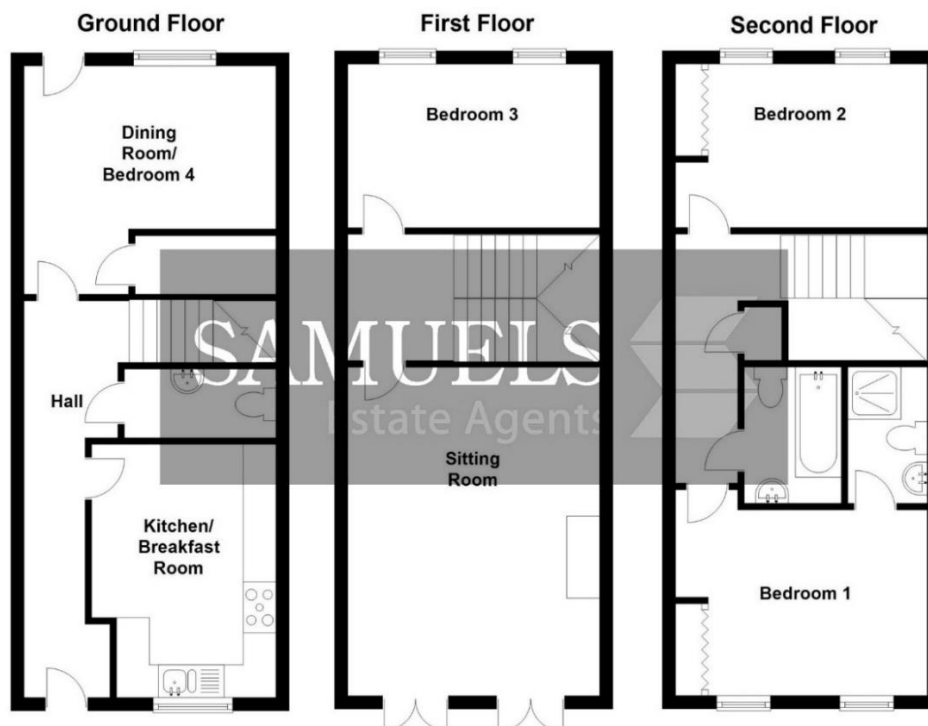 Ground Floor
First Floor
Second Floor
Dining
Room/
Bedroom 4
Bedroom 3
Bedroom 2
SAMUELS
Estate Agents
Hall
Sitting
Room
Kitchen/
Breakfast
Room
Bedroom 1